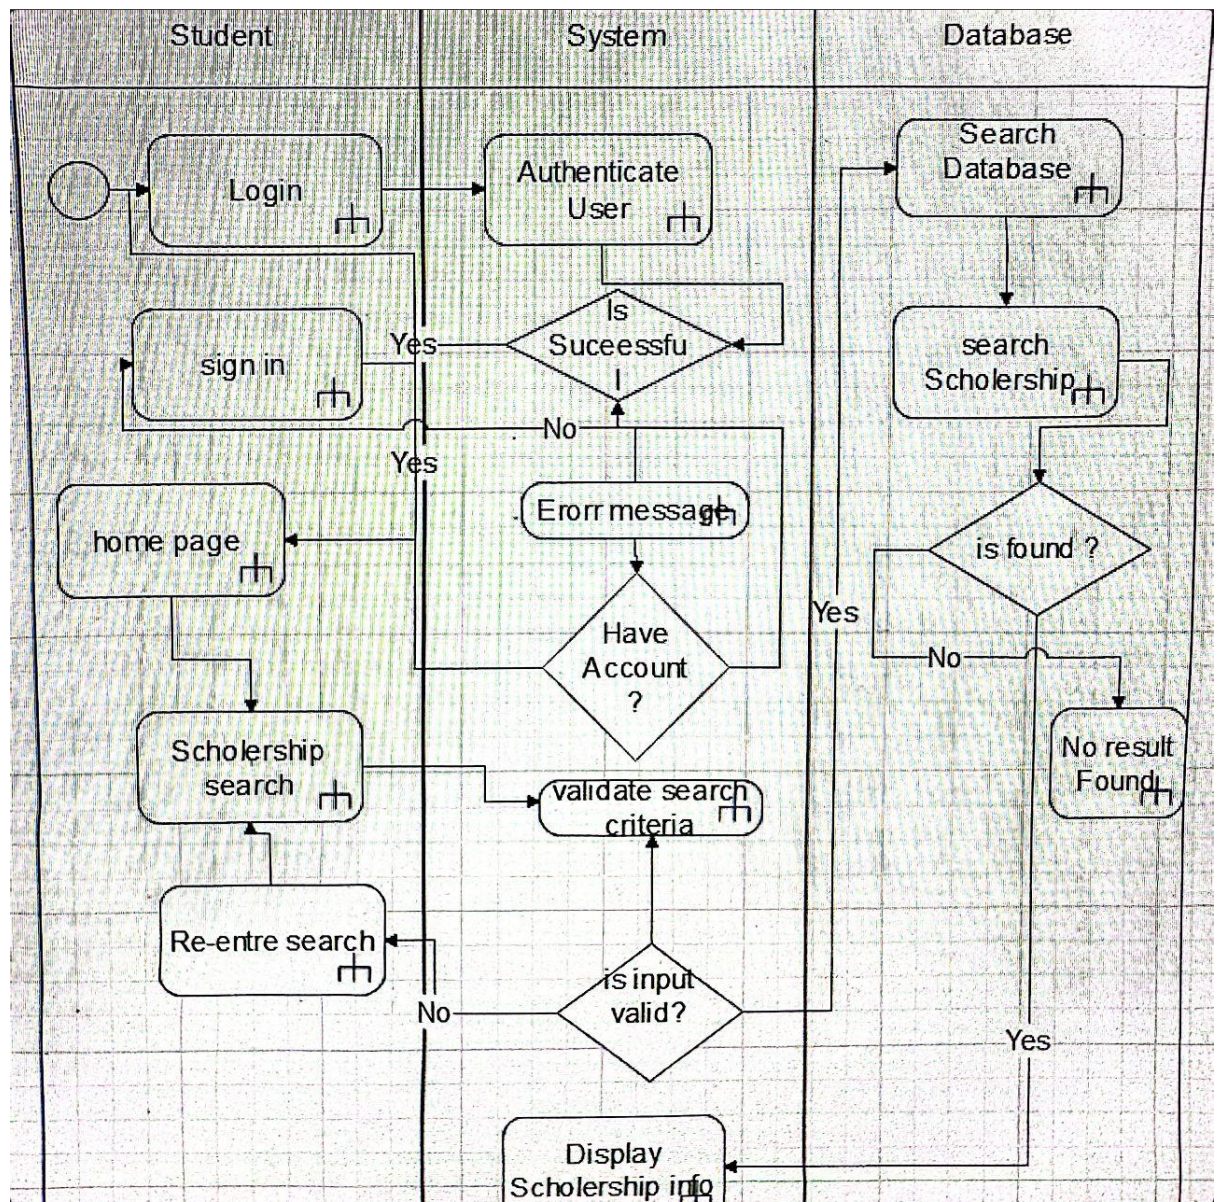 Student
System
Database
Login
Authenticate
User
Search
Database
Is
Suceessfu
l
Yes
sign in
search
Scholership
No
Yes
Erorr message
home page
is found ?
Have
Account
?
Yes
No
Scholership
search
validate search
criteria
No result
Found
Re-entre search
is input
valid?
No
Yes
Display
Scholership info